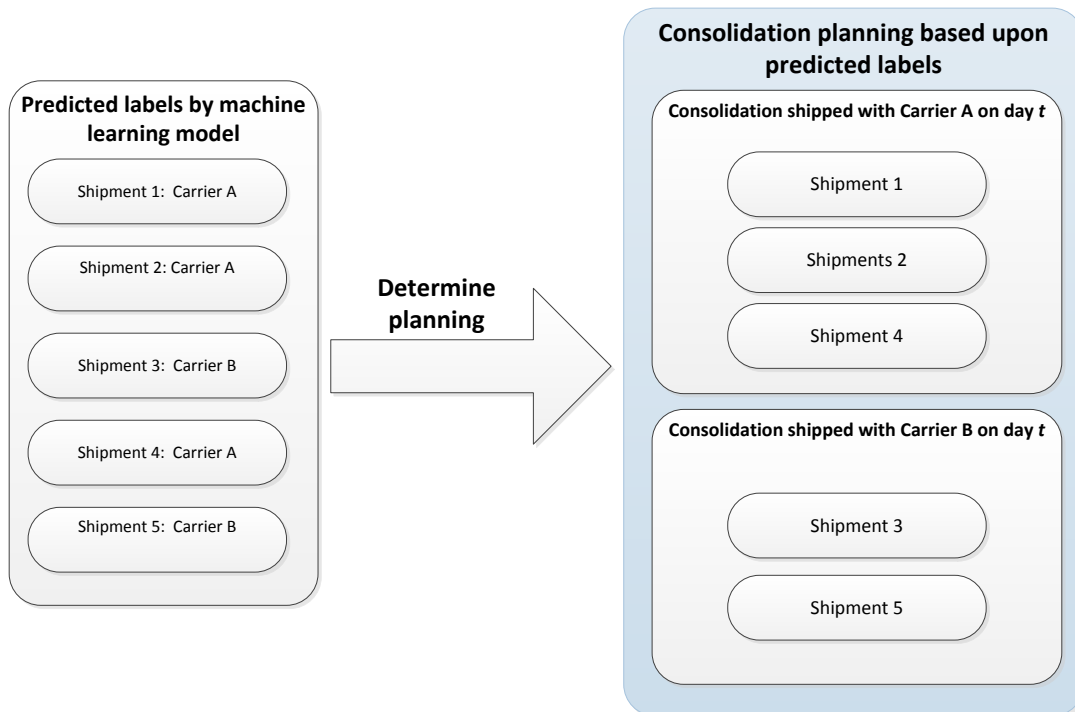 Predicted labels by machine
learning model
Shipment 1:  Carrier A
Shipment 2: Carrier A
Shipment 3:  Carrier B
Shipment 4:  Carrier A
Shipment 5:  Carrier B
Determine
planning
Consolidation planning based upon
predicted labels
Consolidation shipped with Carrier A on day t
Shipment 1
Shipments 2
Shipment 4
Consolidation shipped with Carrier B on day t
Shipment 3
Shipment 5